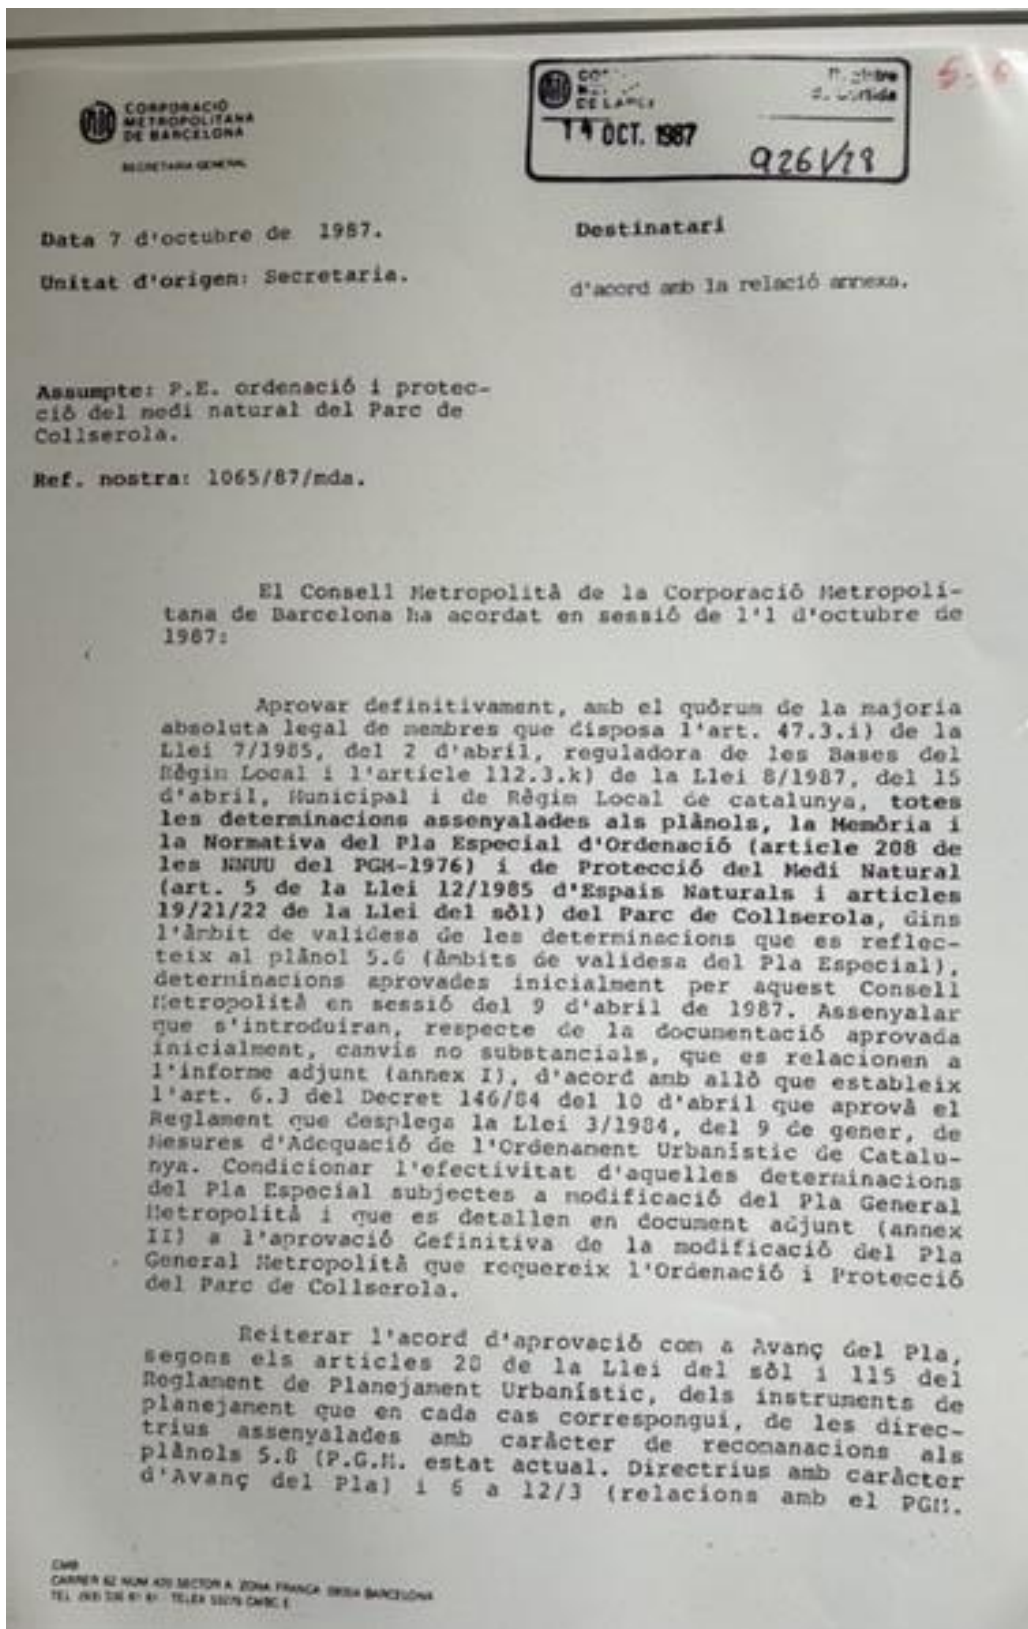 CORPORACIÓ
METROPOLITANA
DE BARCELONA
SECRETARIA GENERAL
DE LA
14 OCT. 1987
9261/28
Data 7 d'octubre de 1987.
Destinatari
Unitat d'origen: Secretaria.
d'acord amb la relació annexa.
Assumpte: P.E. ordenació i protec-
ció del medi natural del Parc de
Collserola.
Ref. nostra: 1065/87/mda.
El Consell Metropolità de la Corporació Metropoli-
tana de Barcelona ha acordat en sessió de l'1 d'octubre de
1987:
Aprovar definitivament, amb el quòrum de la majoria
absoluta legal de membres que disposa l'art. 47.3.i) de la
Llei 7/1985, del 2 d'abril, reguladora de les Bases del
Règim Local i l'article 112.3.k) de la Llei 8/1987, del 15
d'abril, Municipal i de Règim Local de catalunya, totes
les determinacions assenyalades als plànols, la Memòria i
la Normativa del Pla Especial d'Ordenació (article 208 de
les NNUU del PGM-1976) i de Protecció del Medi Natural
(art. 5 de la Llei 12/1985 d'Espais Naturals i articles
19/21/22 de la Llei del sòl) del Parc de Collserola, dins
l'àmbit de validesa de les determinacions que es reflec-
teix al plànol 5.6 (àmbits de validesa del Pla Especial),
determinacions aprovades inicialment per aquest Consell
Metropolità en sessió del 9 d'abril de 1987. Assenyalar
que s'introduiran, respecte de la documentació aprovada
inicialment, canvis no substancials, que es relacionen a
l'informe adjunt (annex I), d'acord amb allò que estableix
l'art. 6.3 del Decret 146/84 del 10 d'abril que aprovà el
Reglament que desplega la Llei 3/1984, del 9 de gener, de
Mesures d'Adequació de l'Ordenament Urbanístic de Catalu-
nya. Condicionar l'efectivitat d'aquelles determinacions
del Pla Especial subjectes a modificació del Pla General
Metropolità i que es detallen en document adjunt (annex
II) a l'aprovació definitiva de la modificació del Pla
General Metropolità que requereix l'Ordenació i Protecció
del Parc de Collserola.
Reiterar l'acord d'aprovació com a Avanç del Pla,
segons els articles 28 de la Llei del sòl i 115 del
Reglament de Planejament Urbanístic, dels instruments de
planejament que en cada cas correspongui, de les direc-
trius assenyalades amb caràcter de recomanacions als
plànols 5.8 (P.G.M. estat actual. Directrius amb caràcter
d'Avanç del Pla) i 6 a 12/3 (relacions amb el PGM.
CMB
CARRER 62 NUM 420 SECTOR A ZONA FRANCA BARCELONA